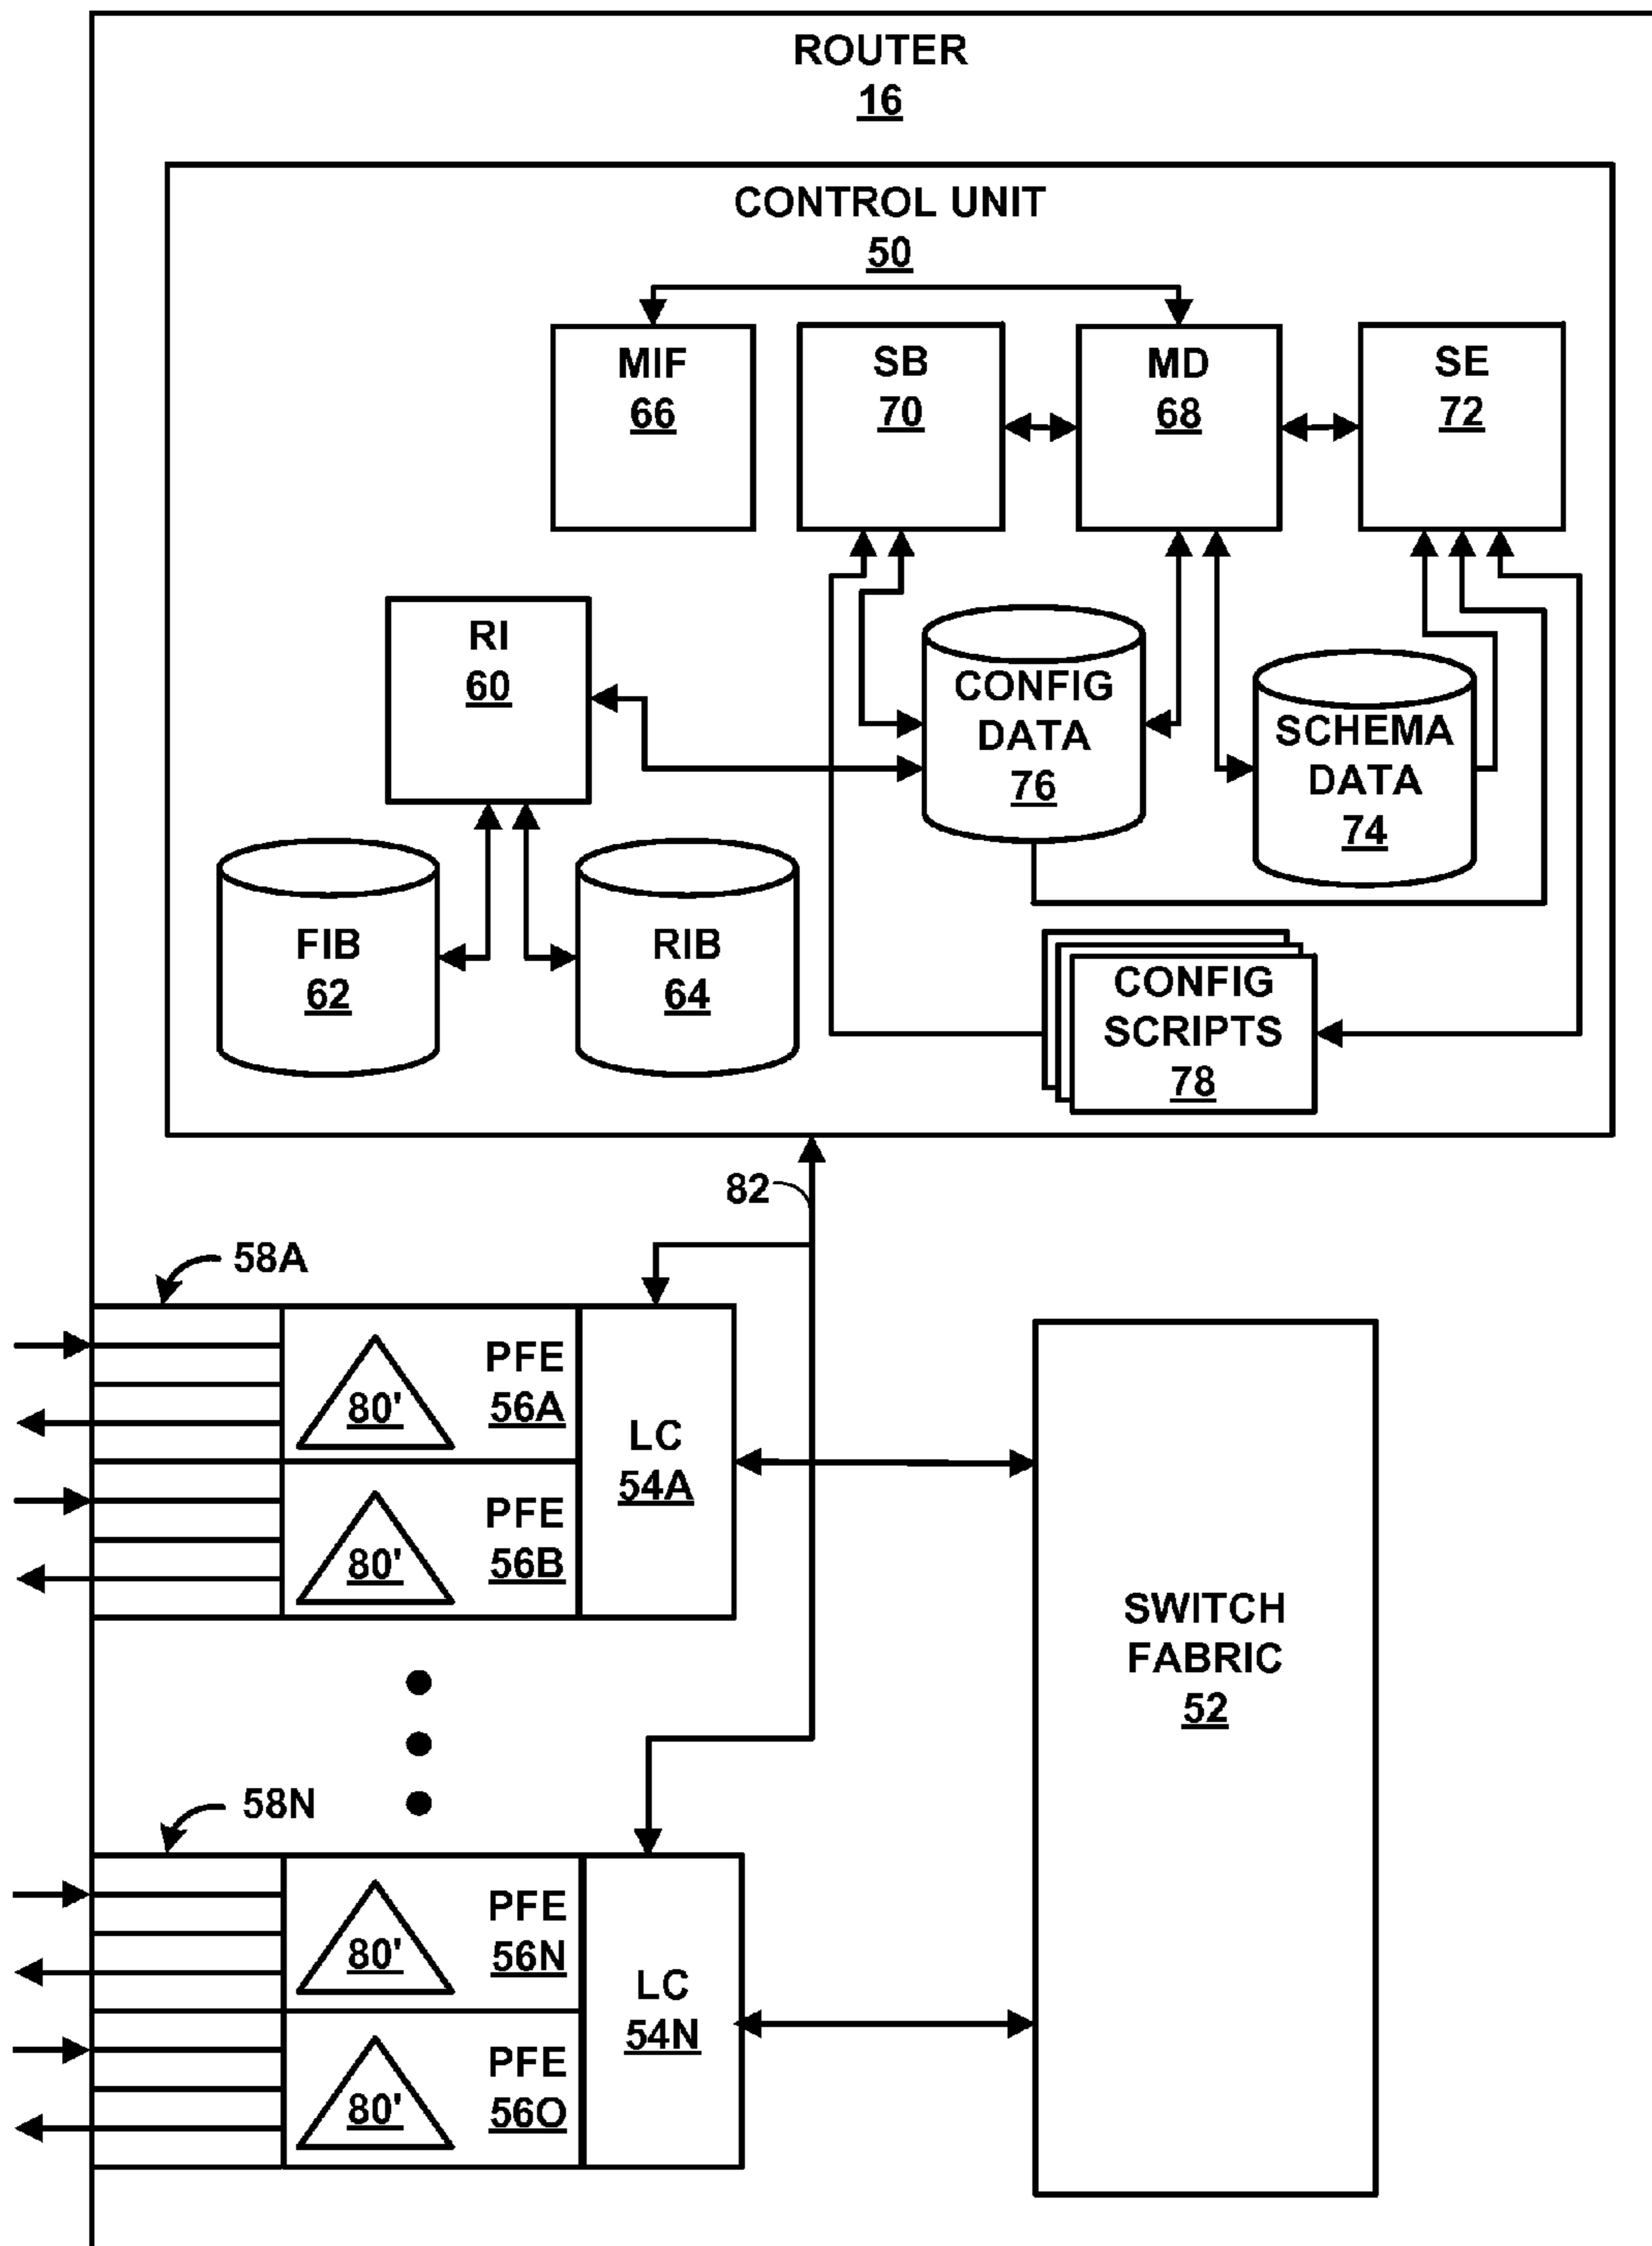 ROUTER
16
CONTROL UNIT
50
MIF
66
SB
70
MD
68
SE
72
RI
60
CONFIG
DATA
76
SCHEMA
DATA
74
FIB
62
RIB
64
CONFIG
SCRIPTS
78
82
58A
80'
PFE
56A
80'
PFE
56B
LC
54A
SWITCH
FABRIC
52
58N
80'
PFE
56N
80'
PFE
56O
LC
54N